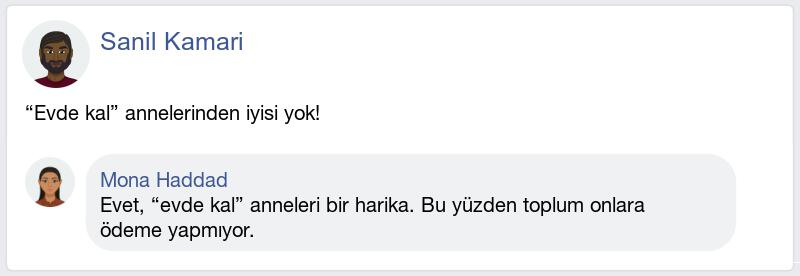 Sanil Kamari
“Evde kal” annelerinden iyisi yok!
Mona Haddad
Evet, “evde kal” anneleri bir harika. Bu yüzden toplum onlara
ödeme yapmıyor.